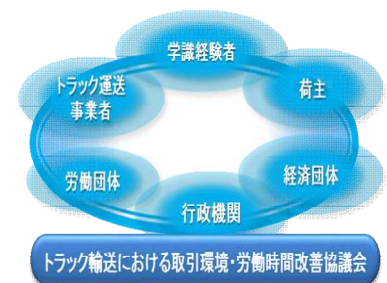 学識経験者
トラック運送
事業者
荷主
労働団体
経済団体
行政機関
トラック輸送における取引環境・労働時間改善協議会